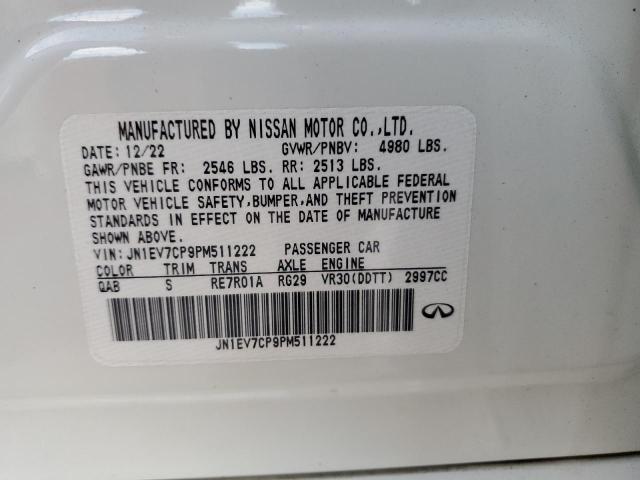 MANUFACTURED BY NISSAN MOTOR CO.,LTD.
DATE: 12/22 GVWR/PNBV: 4980 LBS.
GAWR/PNBE FR: 2546 LBS. RR: 2513 LBS.
THIS VEHICLE CONFORMS TO ALL APPLICABLE FEDERAL
MOTOR VEHICLE SAFETY,BUMPER,AND THEFT PREVENTION
STANDARDS IN EFFECT ON THE DATE OF MANUFACTURE
SHOWN ABOVE.
VIN: JN1EV7CP9PM511222 PASSENGER CAR
COLOR TRIM TRANS AXLE ENGINE
QAB S RE7R01A RG29 VR30(DDTT) 2997CC
JN1EV7CP9PM511222